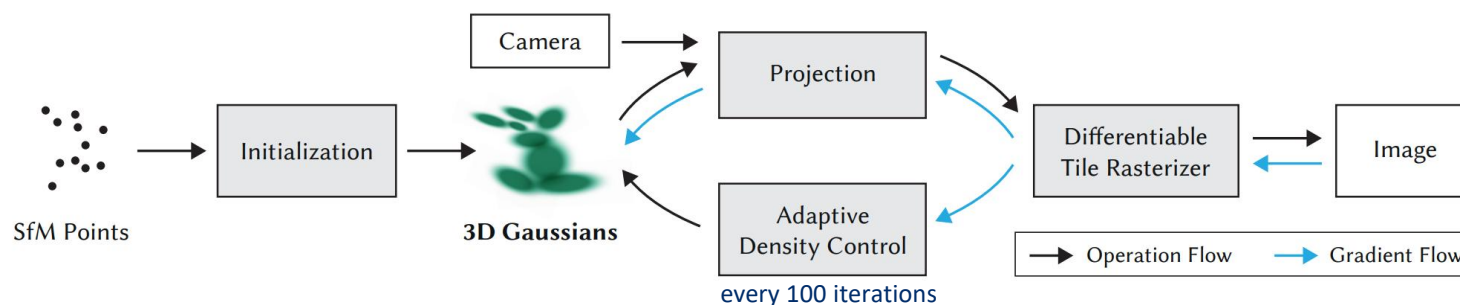 Camera
Projection
Initialization
Differentiable
Tile Rasterizer
Image
SfM Points
3D Gaussians
Adaptive
Density Control
Operation Flow
Gradient Flow
every 100 iterations